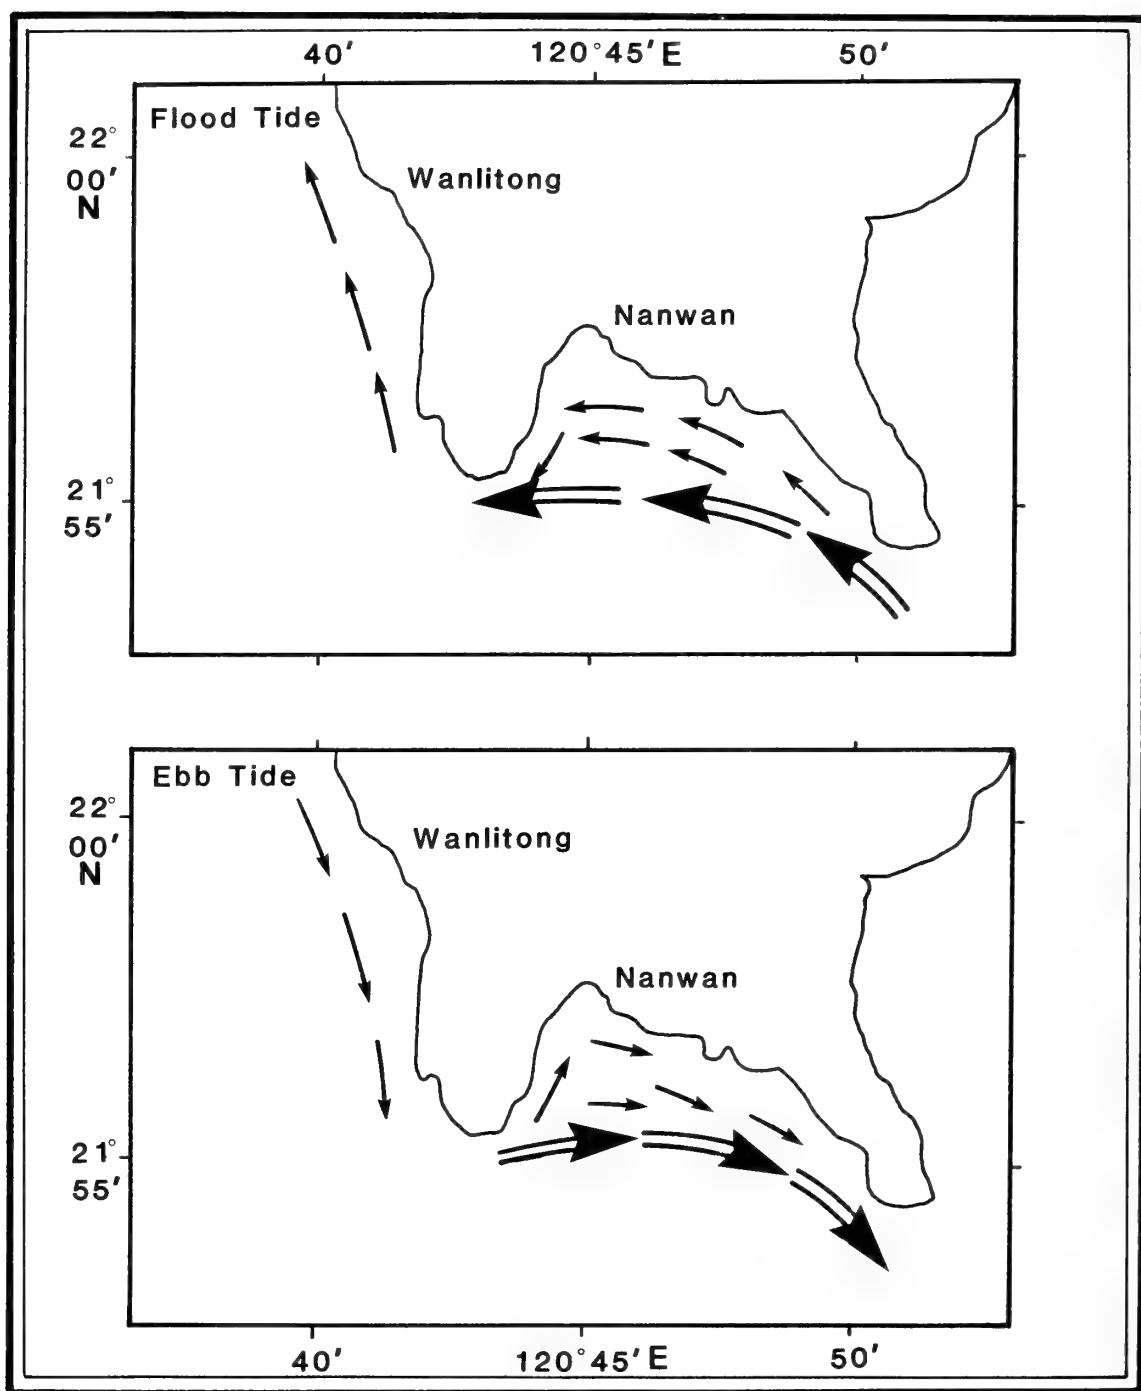 40′ 120°45′E 50′
Flood Tide
22°
00′
N
Wanlitong
Nanwan
21°
55′
Ebb Tide
22°
00′
N
Wanlitong
Nanwan
21°
55′
40′ 120°45′E 50′